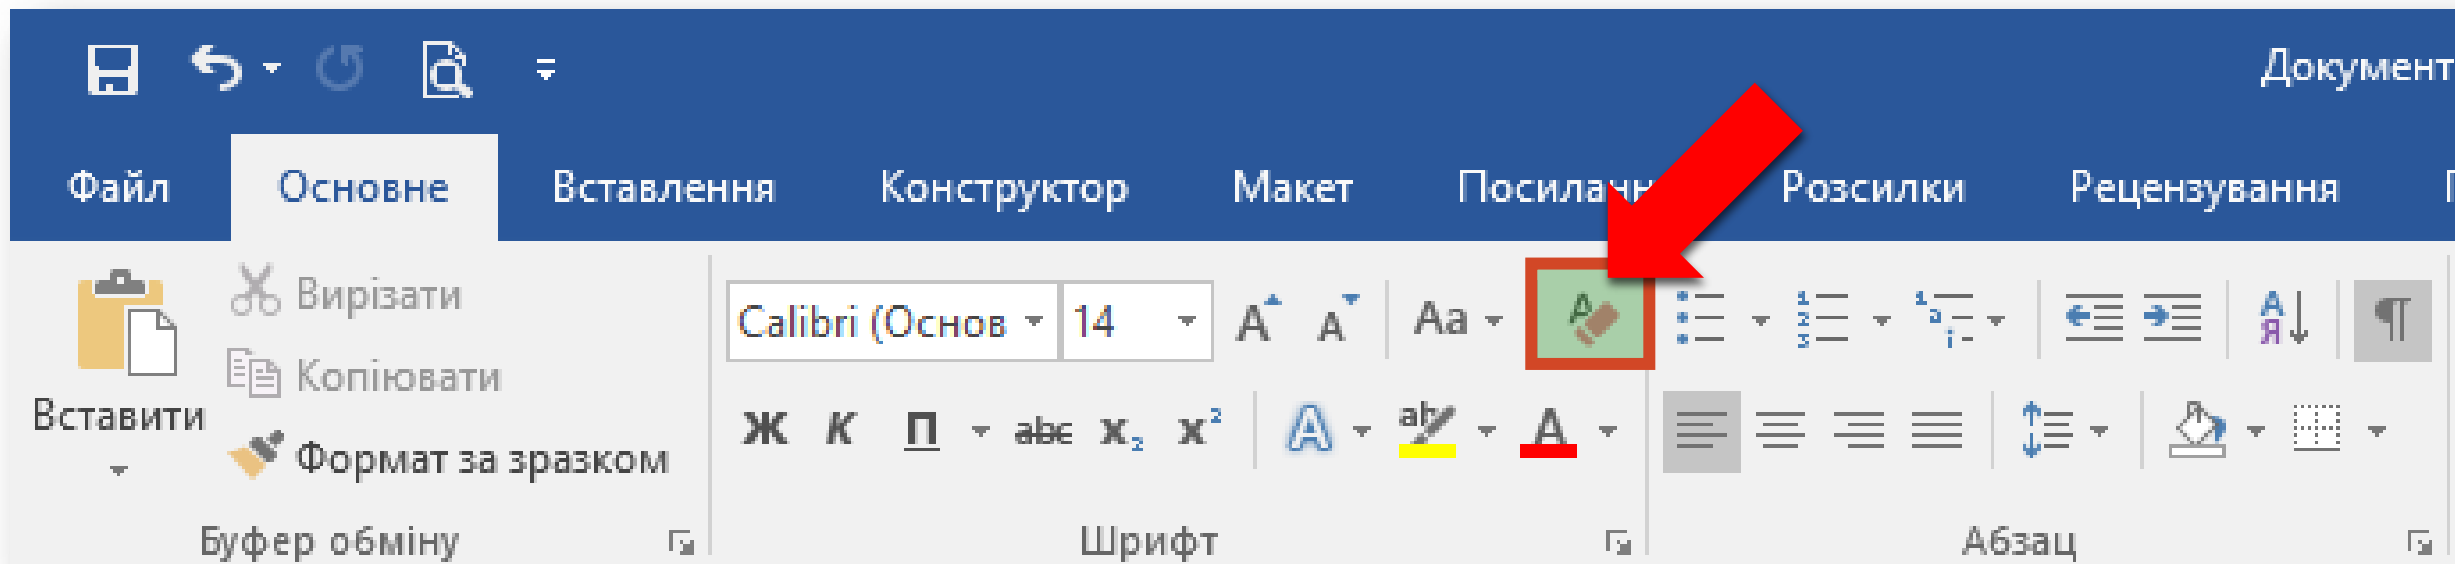 Документ
Файл Основне Вставлення Конструктор Макет Розсилки Рецензування
Вирізати
Calibri (Основ 14 Aa
Копіювати
Вставити
Ж К П abc x₂ x² A ab A
Формат за зразком
Буфер обміну Шрифт Абзац